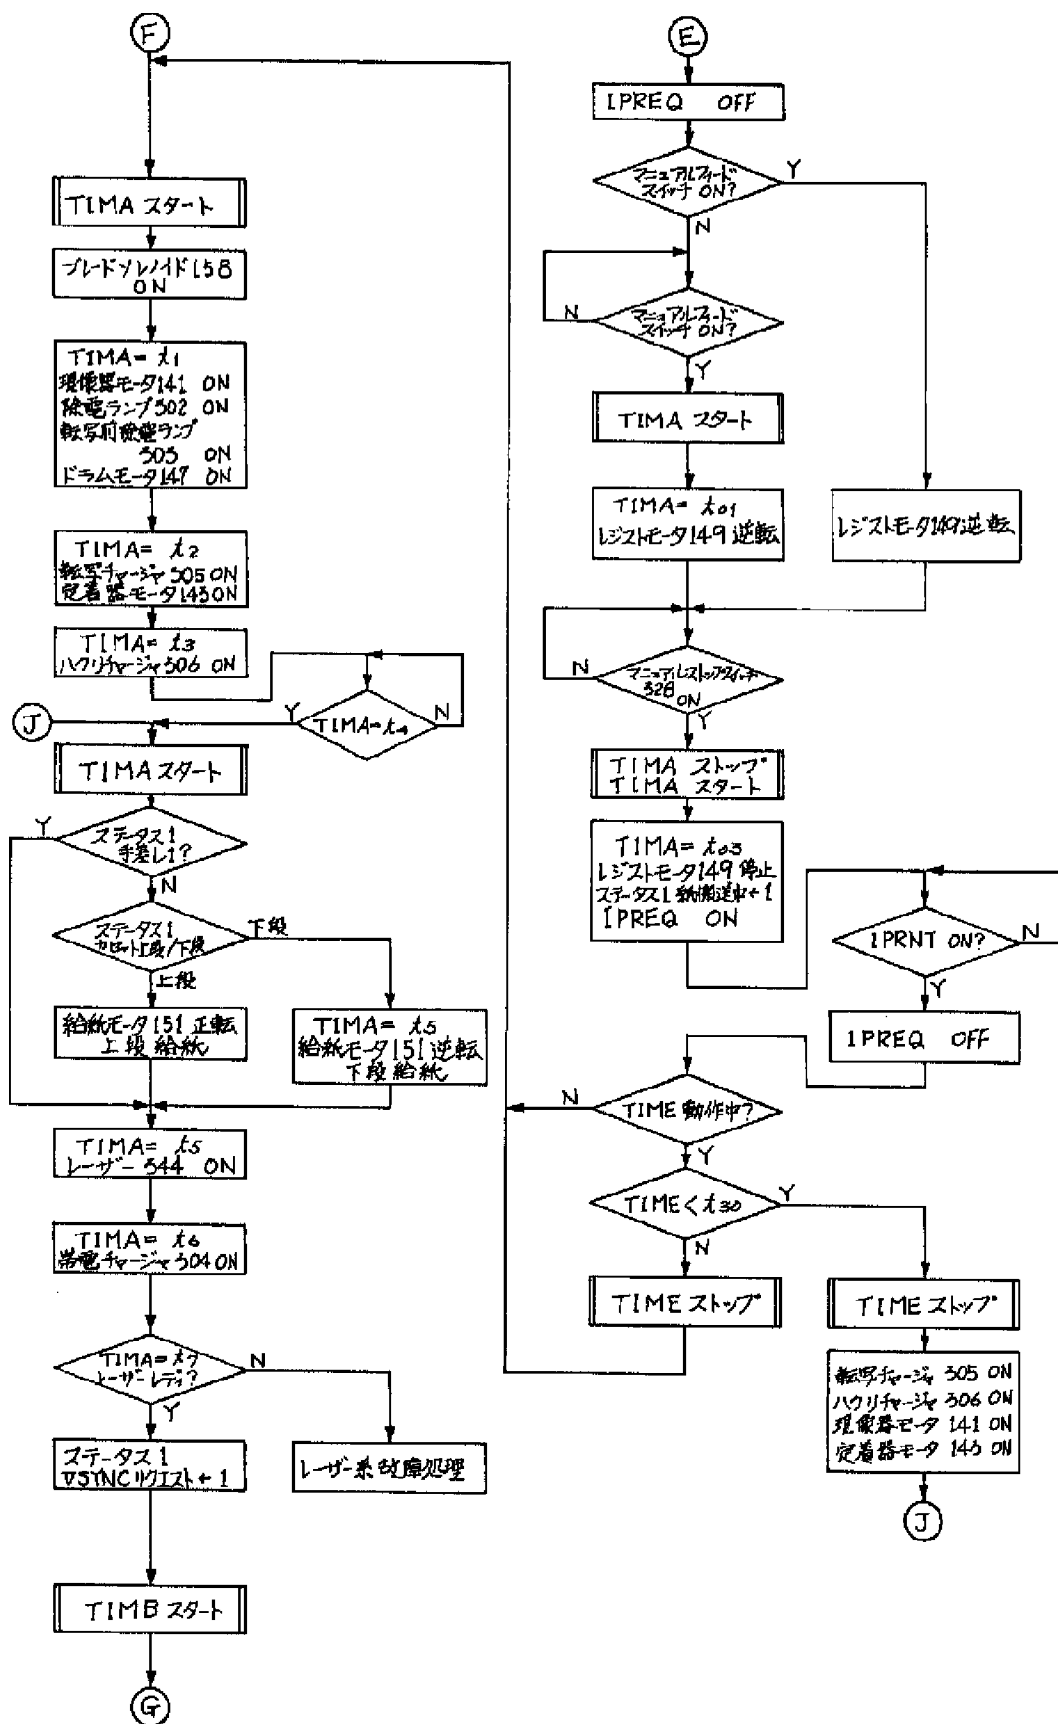 F
TIMA スタート
ブレードソレノイド158
ON
TIMA= t1
現像器モータ141 ON
除電ランプ302 ON
転写前除電ランプ
303 ON
ドラムモータ147 ON
TIMA= t2
転写チャージャ305 ON
定着器モータ143 ON
TIMA= t3
ハクリチャージャ306 ON
TIMA=t4
Y
N
J
TIMA スタート
Y
ステータス1
手差し1?
N
ステータス1
カセット上段/下段
下段
上段
給紙モータ151 正転
上段給紙
TIMA= t5
給紙モータ151 逆転
下段給紙
TIMA= t5
レーザー 344 ON
TIMA= t6
帯電チャージャ304 ON
TIMA=t7
レーザーレディ?
N
Y
ステータス1
VSYNCリクエスト←1
レーザー系故障処理
TIMB スタート
G
E
IPREQ OFF
マニュアルフィード
スイッチ ON?
Y
N
マニュアルフィード
スイッチ ON?
N
Y
TIMA スタート
TIMA= t01
レジストモータ149 逆転
レジストモータ149逆転
マニュアルストップスイッチ
328 ON
N
Y
TIMA ストップ
TIMA スタート
TIMA= t03
レジストモータ149 停止
ステータス1 紙搬送中←1
IPREQ ON
IPRNT ON?
N
Y
IPREQ OFF
TIME 動作中?
N
Y
TIME<t30
Y
N
TIME ストップ
TIME ストップ
転写チャージャ 305 ON
ハクリチャージャ 306 ON
現像器モータ 141 ON
定着器モータ 143 ON
J